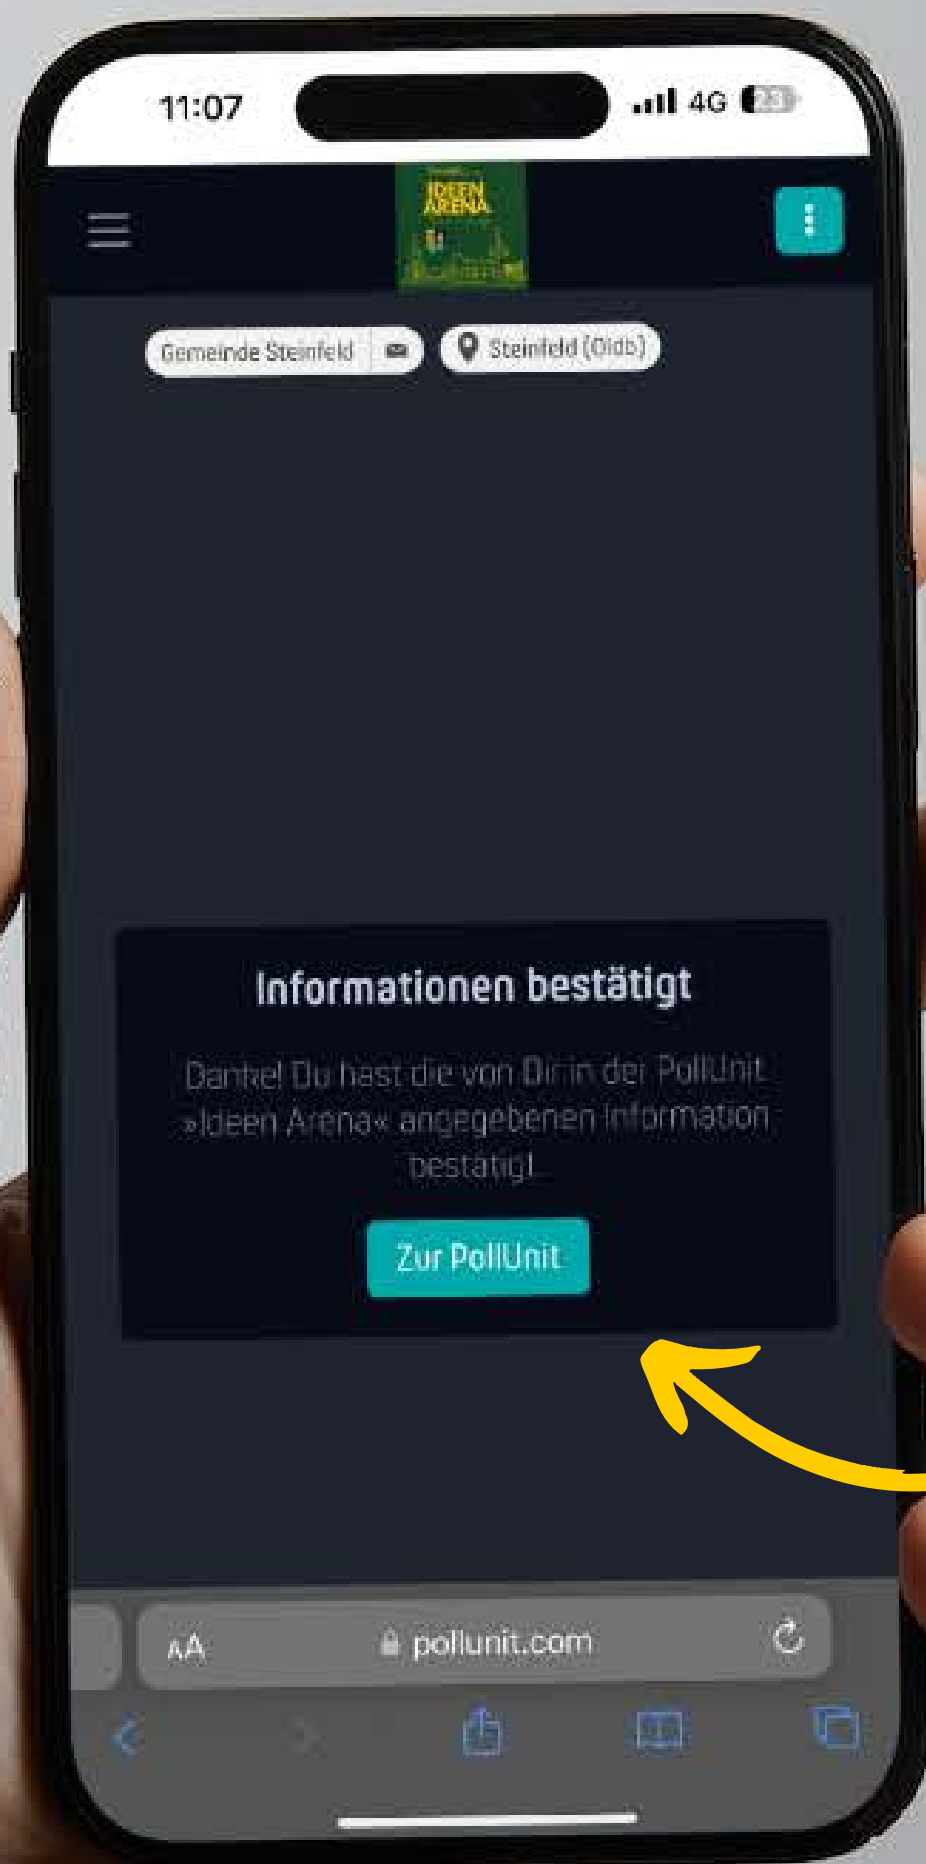 11:07
4G 23
IDEEN
ARENA
Gemeinde Steinfeld
Steinfeld (Oldb)
Informationen bestätigt
Danke! Du hast die von Dir in der PollUnit
»Ideen Arena« angegebenen Information
bestätigt.
Zur PollUnit
AA
pollunit.com